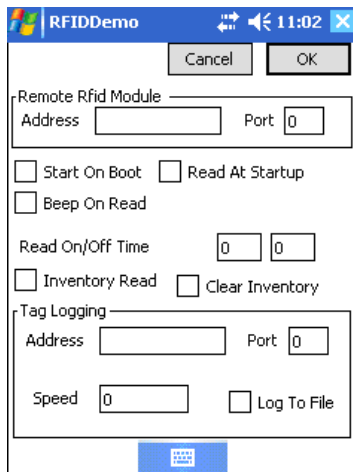 RFIDDemo 11:02
Cancel OK
Remote Rfid Module
Address Port 0
Start On Boot Read At Startup
Beep On Read
Read On/Off Time 0 0
Inventory Read Clear Inventory
Tag Logging
Address Port 0
Speed 0 Log To File